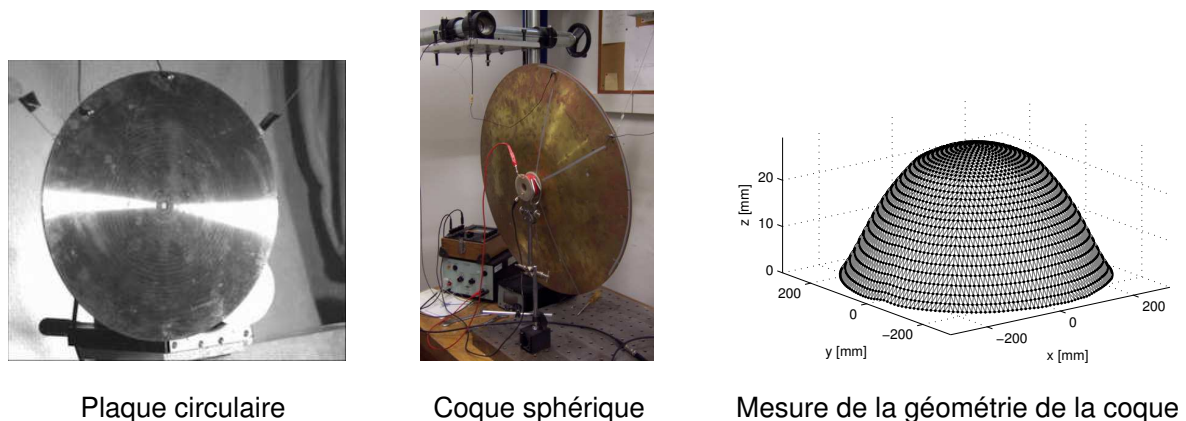 20
10
0
z [mm]
200
0
−200
y [mm]
−200
0
200
x [mm]
Plaque circulaire
Coque sphérique
Mesure de la géométrie de la coque